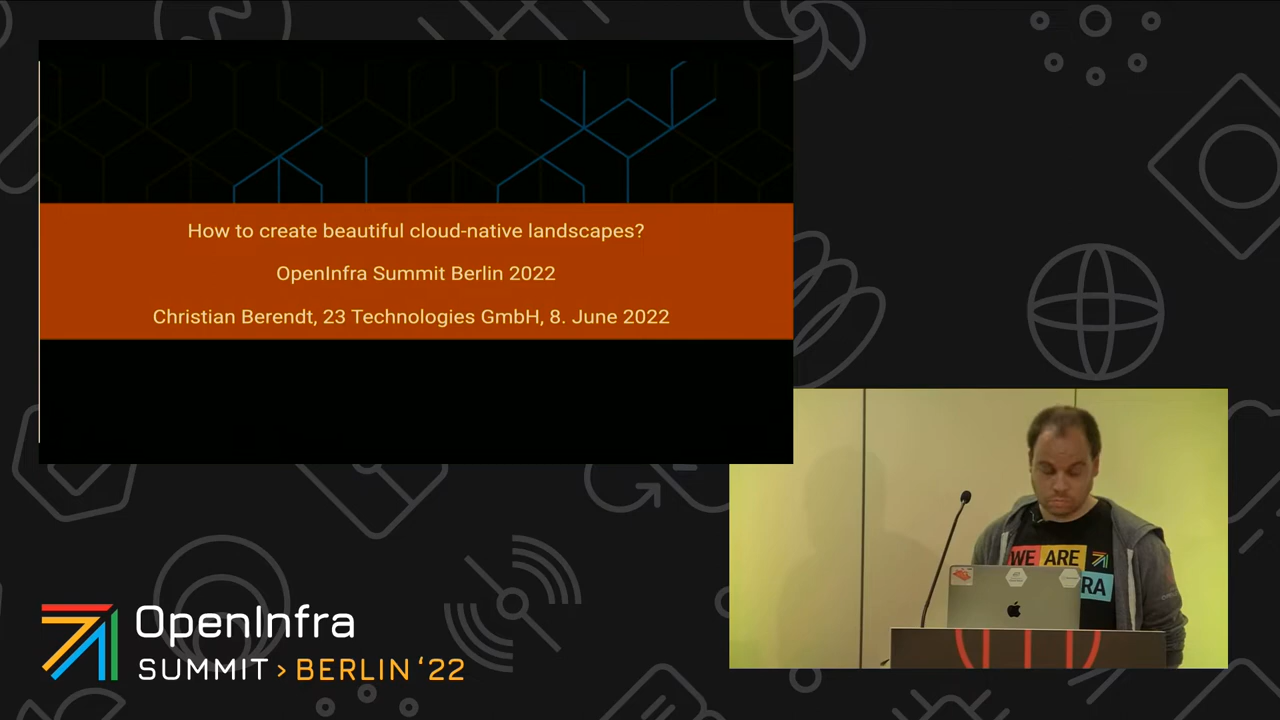 How to create beautiful cloud-native landscapes?
OpenInfra Summit Berlin 2022
Christian Berendt, 23 Technologies GmbH, 8. June 2022
WE ARE
RA
OpenInfra
SUMMIT > BERLIN ‘22